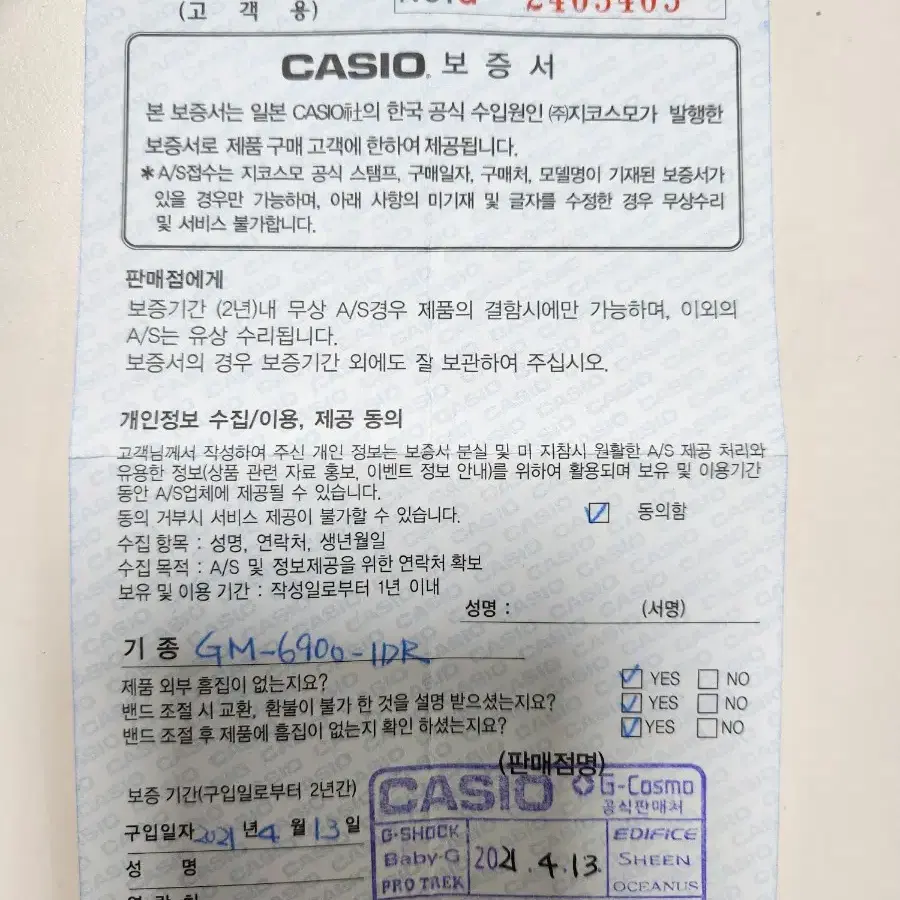 (고 객 용)
CASIO 보증서
본 보증서는 일본 CASIO社의 한국 공식 수입원인 ㈜지코스모가 발행한
보증서로 제품 구매 고객에 한하여 제공됩니다.
*A/S접수는 지코스모 공식 스탬프, 구매일자, 구매처, 모델명이 기재된 보증서가
있을 경우만 가능하며, 아래 사항의 미기재 및 글자를 수정한 경우 무상수리
및 서비스 불가합니다.
판매점에게
보증기간 (2년)내 무상 A/S경우 제품의 결함시에만 가능하며, 이외의
A/S는 유상 수리됩니다.
보증서의 경우 보증기간 외에도 잘 보관하여 주십시오.
개인정보 수집/이용, 제공 동의
고객님께서 작성하여 주신 개인 정보는 보증서 분실 및 미 지참시 원활한 A/S 제공 처리와
유용한 정보(상품 관련 자료 홍보, 이벤트 정보 안내)를 위하여 활용되며 보유 및 이용기간
동안 A/S업체에 제공될 수 있습니다.
동의 거부시 서비스 제공이 불가할 수 있습니다. 동의함
수집 항목 : 성명, 연락처, 생년월일
수집 목적 : A/S 및 정보제공을 위한 연락처 확보
보유 및 이용 기간 : 작성일로부터 1년 이내
성명 : (서명)
기 종 GM-6900-1DR
제품 외부 흠집이 없는지요? YES NO
밴드 조절 시 교환, 환불이 불가 한 것을 설명 받으셨는지요? YES NO
밴드 조절 후 제품에 흠집이 없는지 확인 하셨는지요? YES NO
(판매점명)
보증 기간(구입일로부터 2년간)
구입일자 2021 년 4 월 13 일
성 명
CASIO G-Cosmo
공식판매처
G-SHOCK
Baby-G
PRO TREK
2021.4.13.
EDIFICE
SHEEN
OCEANUS